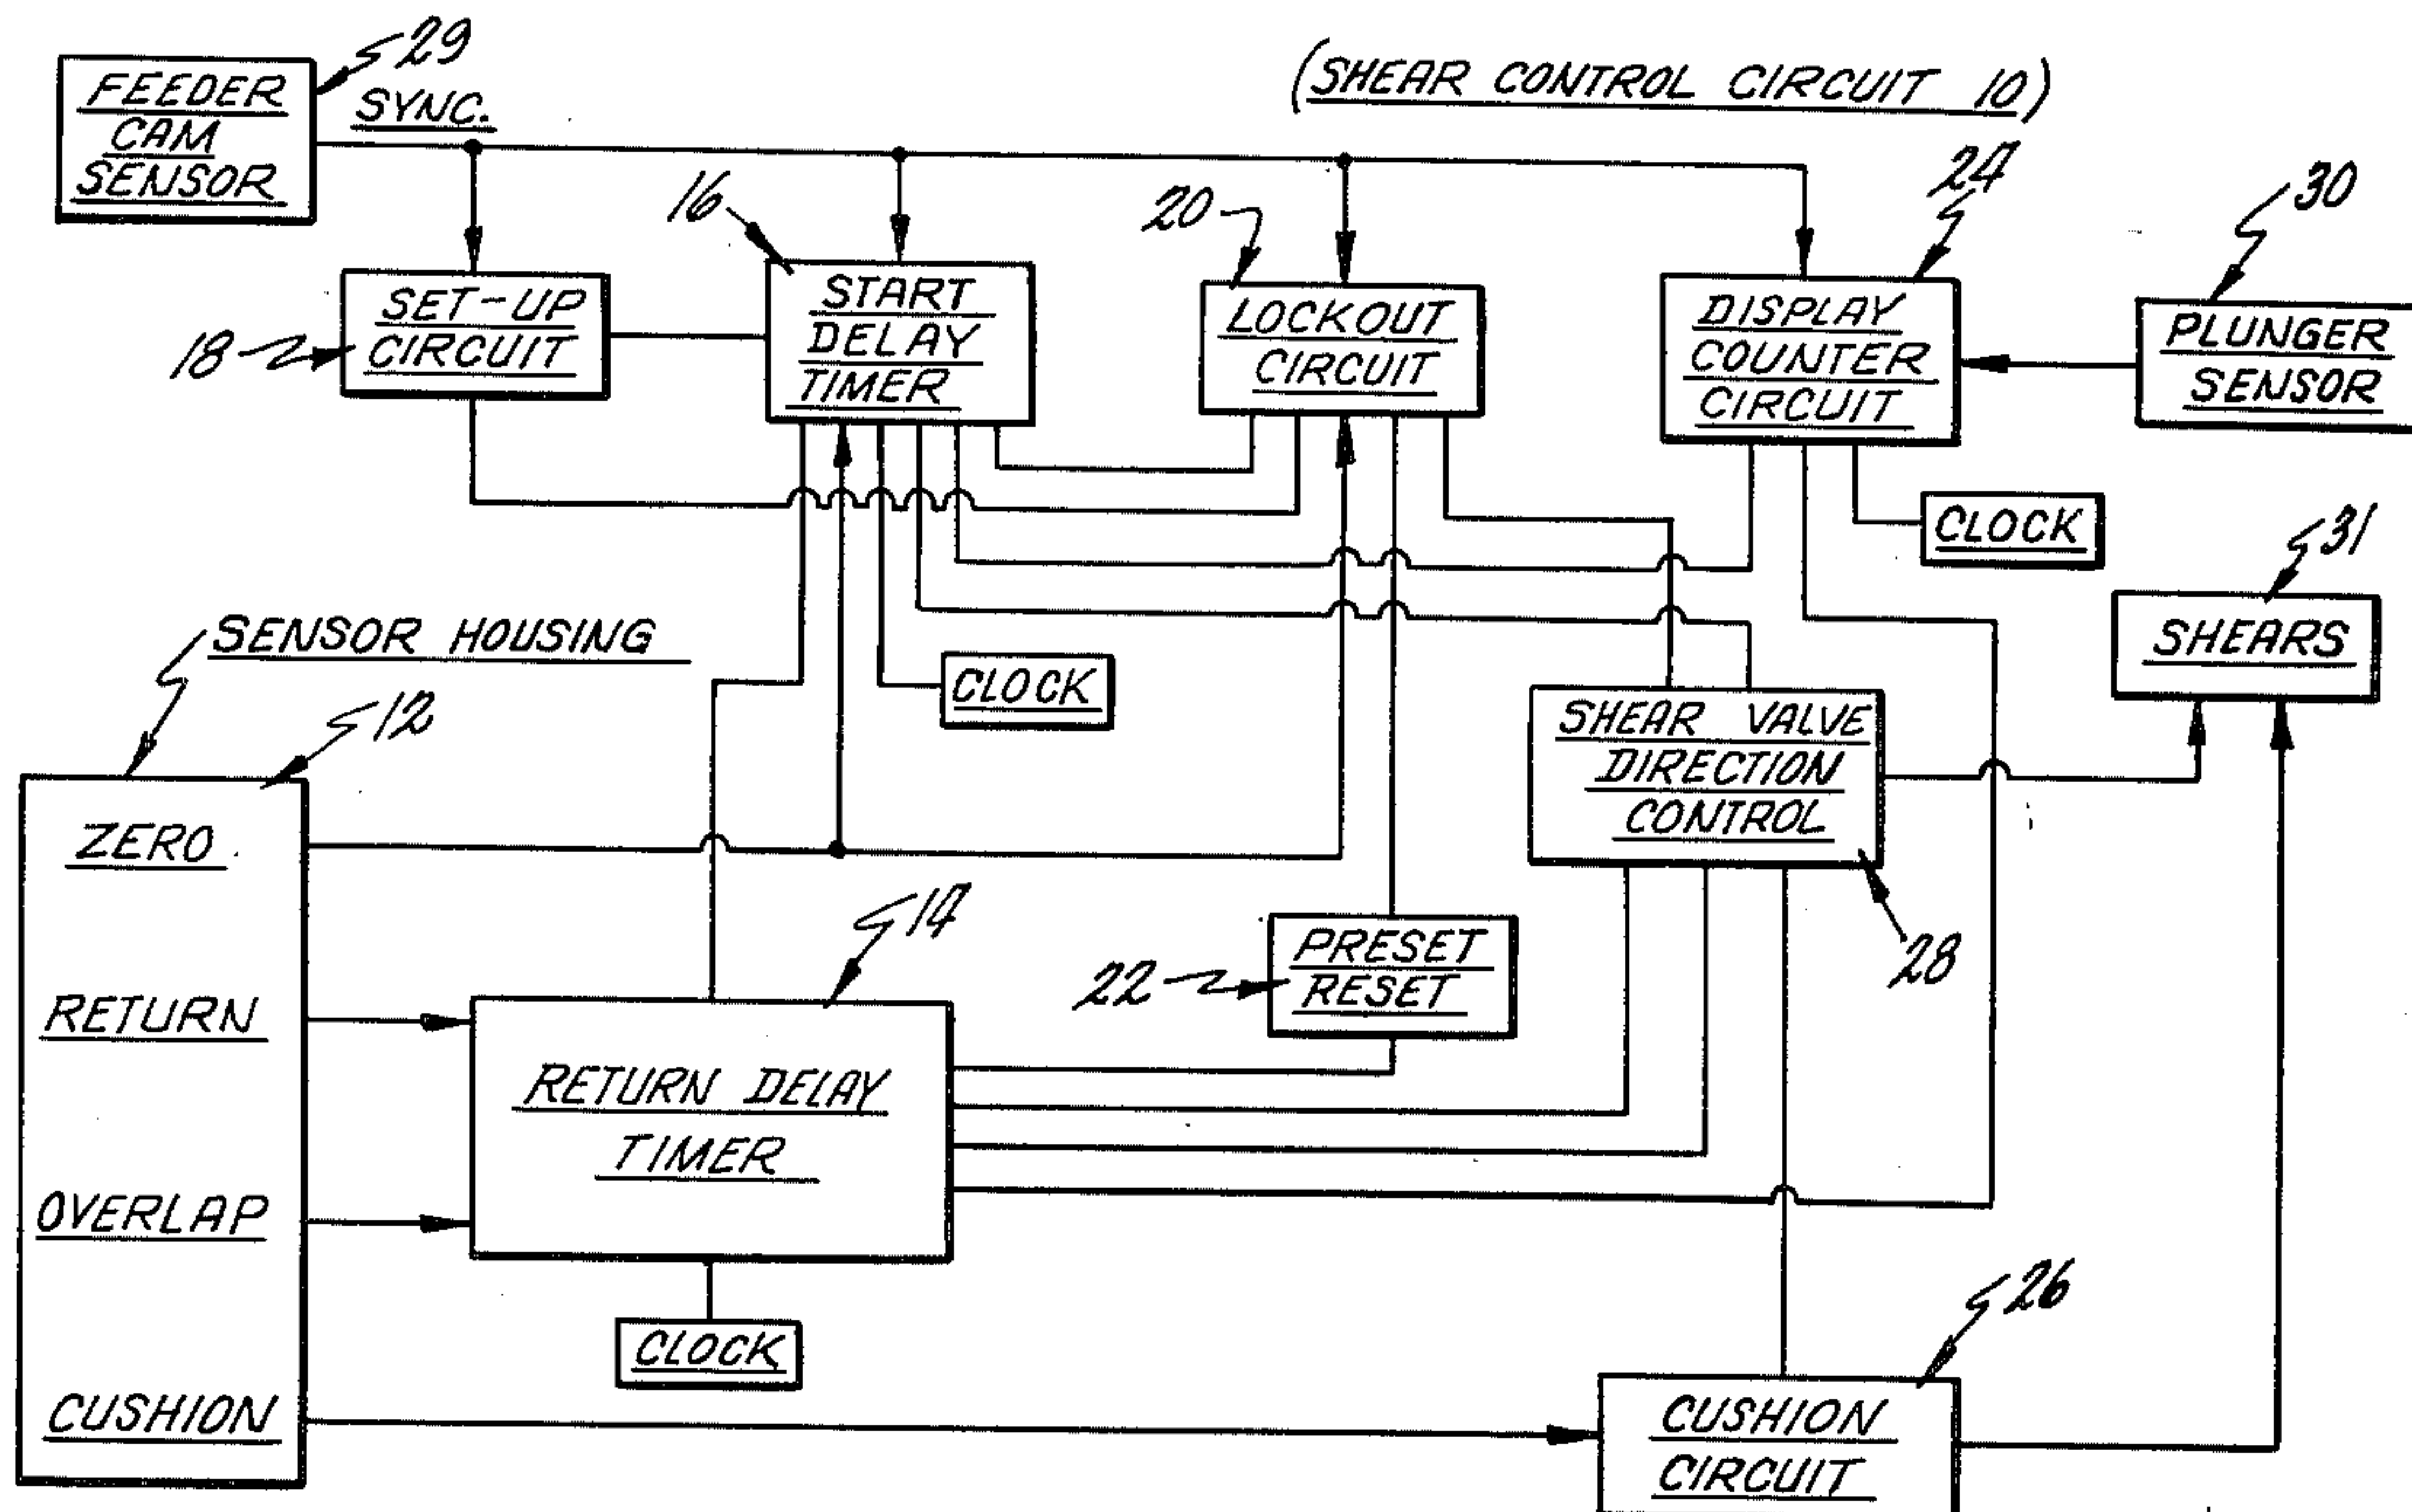 29
FEEDER
CAM
SENSOR
SYNC.
(SHEAR CONTROL CIRCUIT 10)
16
20
24
30
SET-UP
CIRCUIT
18
START
DELAY
TIMER
LOCKOUT
CIRCUIT
DISPLAY
COUNTER
CIRCUIT
PLUNGER
SENSOR
CLOCK
31
SHEARS
SENSOR HOUSING
12
CLOCK
SHEAR VALVE
DIRECTION
CONTROL
28
ZERO
RETURN
OVERLAP
CUSHION
14
RETURN DELAY
TIMER
22
PRESET
RESET
CLOCK
26
CUSHION
CIRCUIT